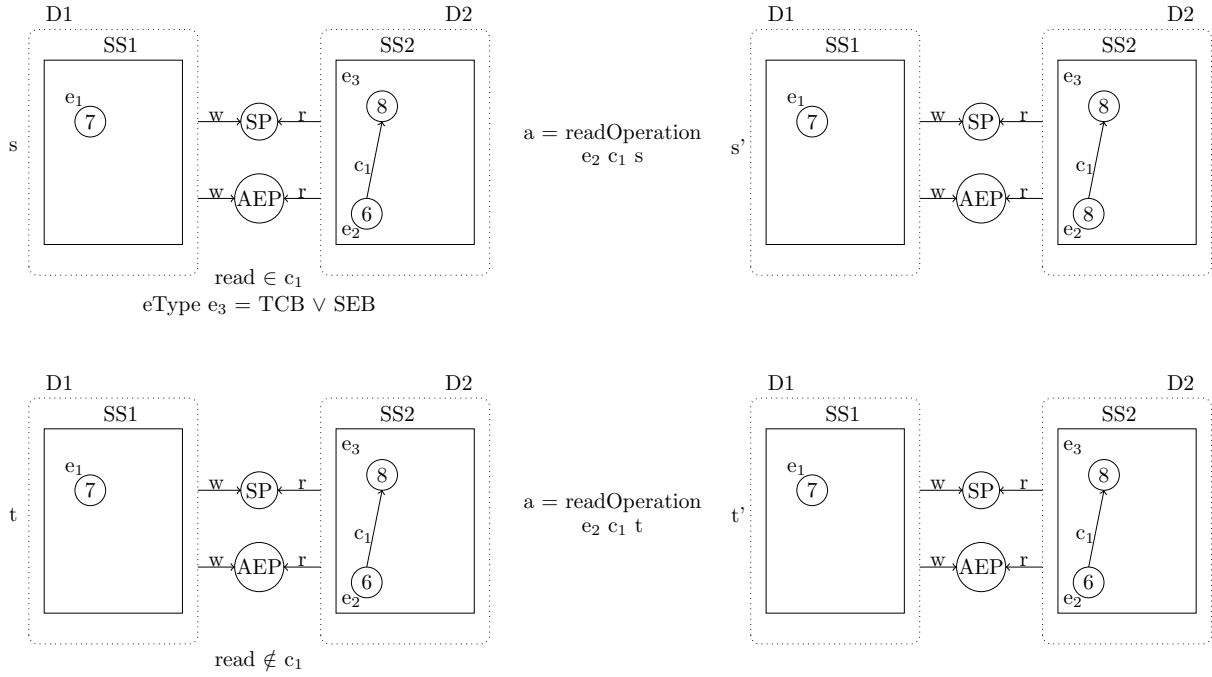 D1 D2 D1 D2
SS1 SS2 SS1 SS2
e₃ e₃
e₁ 8 e₁ 8
7 w SP r 7 w SP r
a = readOperation
s s'
e₂ c₁ s
c₁ c₁
w AEP r w AEP r
6 8
e₂ e₂
read ∈ c₁
eType e₃ = TCB ∨ SEB
D1 D2 D1 D2
SS1 SS2 SS1 SS2
e₃ e₃
e₁ 8 e₁ 8
7 w SP r 7 w SP r
a = readOperation
t t'
e₂ c₁ t
c₁ c₁
w AEP r w AEP r
6 6
e₂ e₂
read ∉ c₁